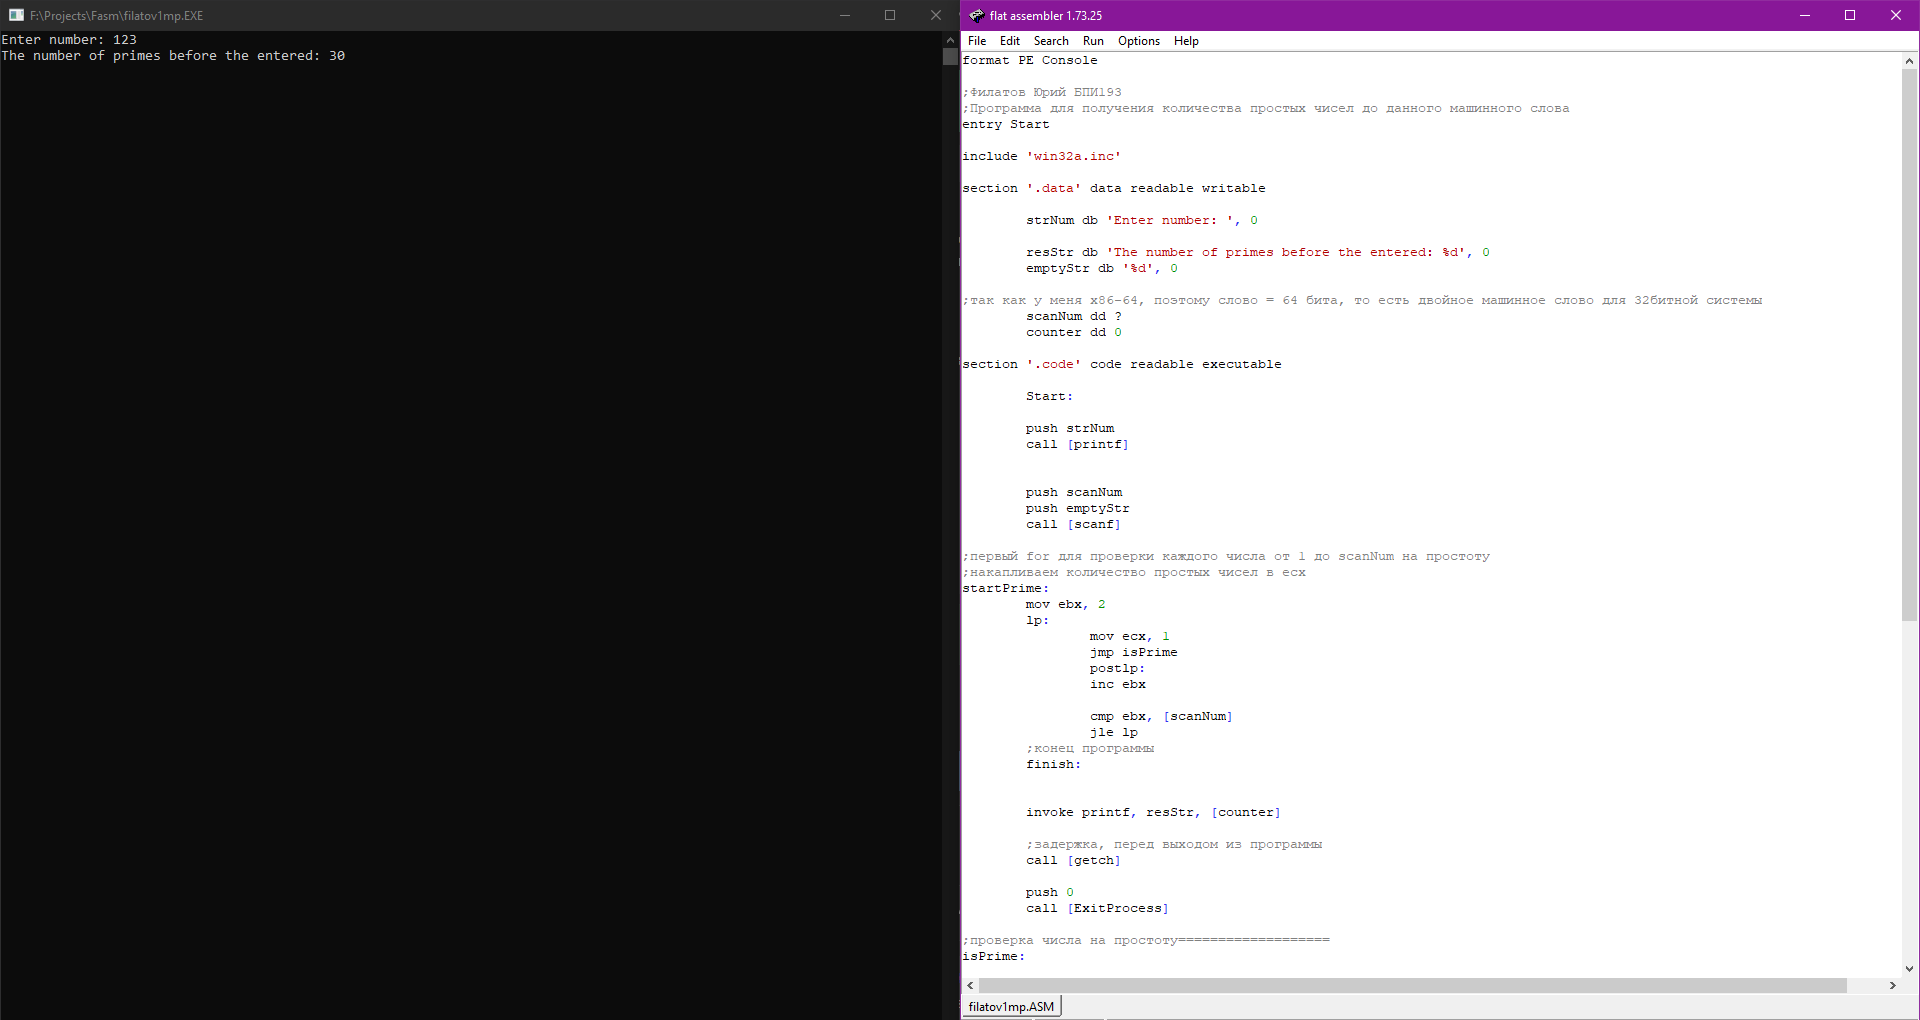 F:\Projects\Fasm\filatov1mp.EXE
Enter number: 123
The number of primes before the entered: 30
flat assembler 1.73.25
File Edit Search Run Options Help
format PE Console
;Филатов Юрий БПИ193
;Программа для получения количества простых чисел до данного машинного слова
entry Start
include 'win32a.inc'
section '.data' data readable writable
strNum db 'Enter number: ', 0
resStr db 'The number of primes before the entered: %d', 0
emptyStr db '%d', 0
;так как у меня x86-64, поэтому слово = 64 бита, то есть двойное машинное слово для 32битной системы
scanNum dd ?
counter dd 0
section '.code' code readable executable
Start:
push strNum
call [printf]
push scanNum
push emptyStr
call [scanf]
;первый for для проверки каждого числа от 1 до scanNum на простоту
;накапливаем количество простых чисел в ecx
startPrime:
mov ebx, 2
lp:
mov ecx, 1
jmp isPrime
postlp:
inc ebx
cmp ebx, [scanNum]
jle lp
;конец программы
finish:
invoke printf, resStr, [counter]
;задержка, перед выходом из программы
call [getch]
push 0
call [ExitProcess]
;проверка числа на простоту===================
isPrime:
filatov1mp.ASM